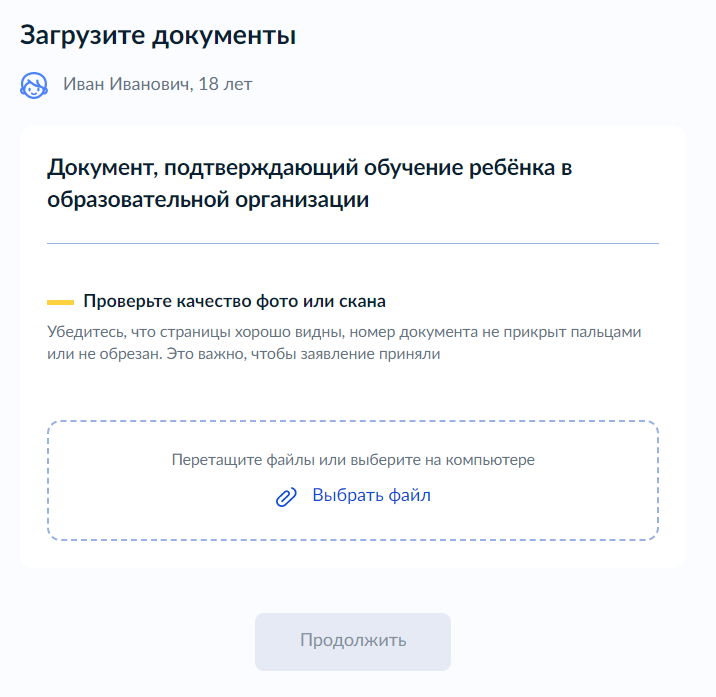 Загрузите документы
Иван Иванович, 18 лет
Документ, подтверждающий обучение ребёнка в
образовательной организации
Проверьте качество фото или скана
Убедитесь, что страницы хорошо видны, номер документа не прикрыт пальцами
или не обрезан. Это важно, чтобы заявление приняли
Перетащите файлы или выберите на компьютере
Выбрать файл
Продолжить